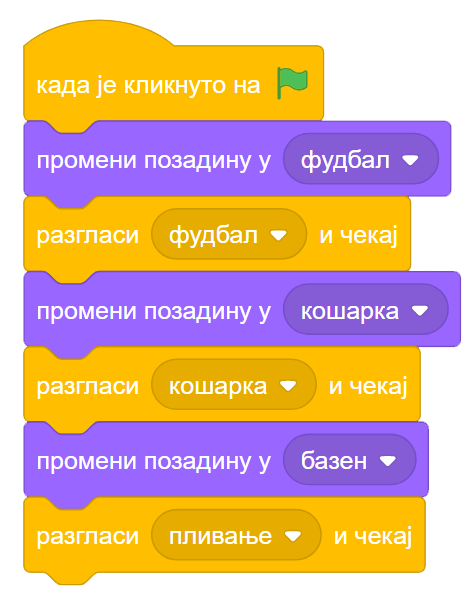 када је кликнуто на
промени позадину у фудбал
разгласи фудбал и чекај
промени позадину у кошарка
разгласи кошарка и чекај
промени позадину у базен
разгласи пливање и чекај